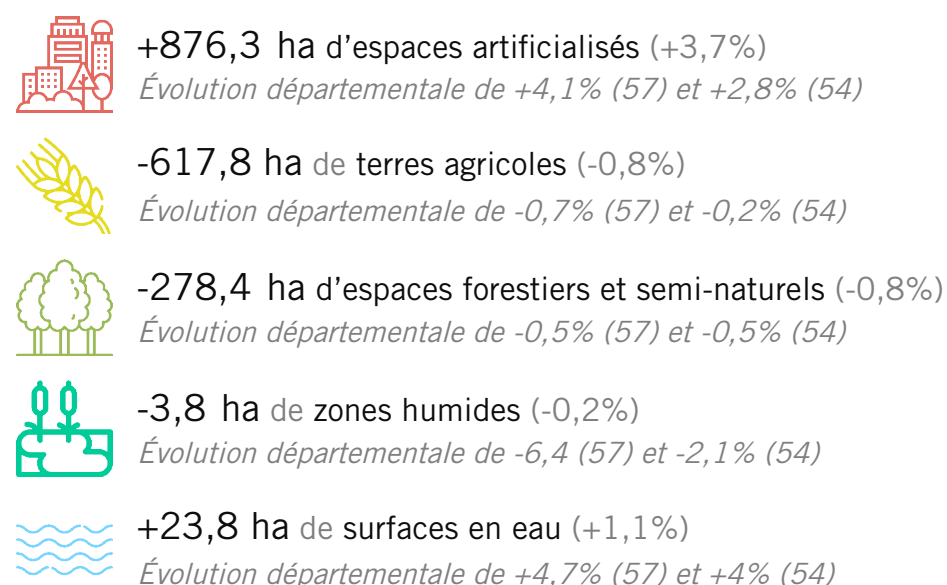 +876,3 ha d'espaces artificialisés (+3,7%)
Évolution départementale de +4,1% (57) et +2,8% (54)
-617,8 ha de terres agricoles (-0,8%)
Évolution départementale de -0,7% (57) et -0,2% (54)
-278,4 ha d'espaces forestiers et semi-naturels (-0,8%)
Évolution départementale de -0,5% (57) et -0,5% (54)
-3,8 ha de zones humides (-0,2%)
Évolution départementale de -6,4 (57) et -2,1% (54)
+23,8 ha de surfaces en eau (+1,1%)
Évolution départementale de +4,7% (57) et +4% (54)